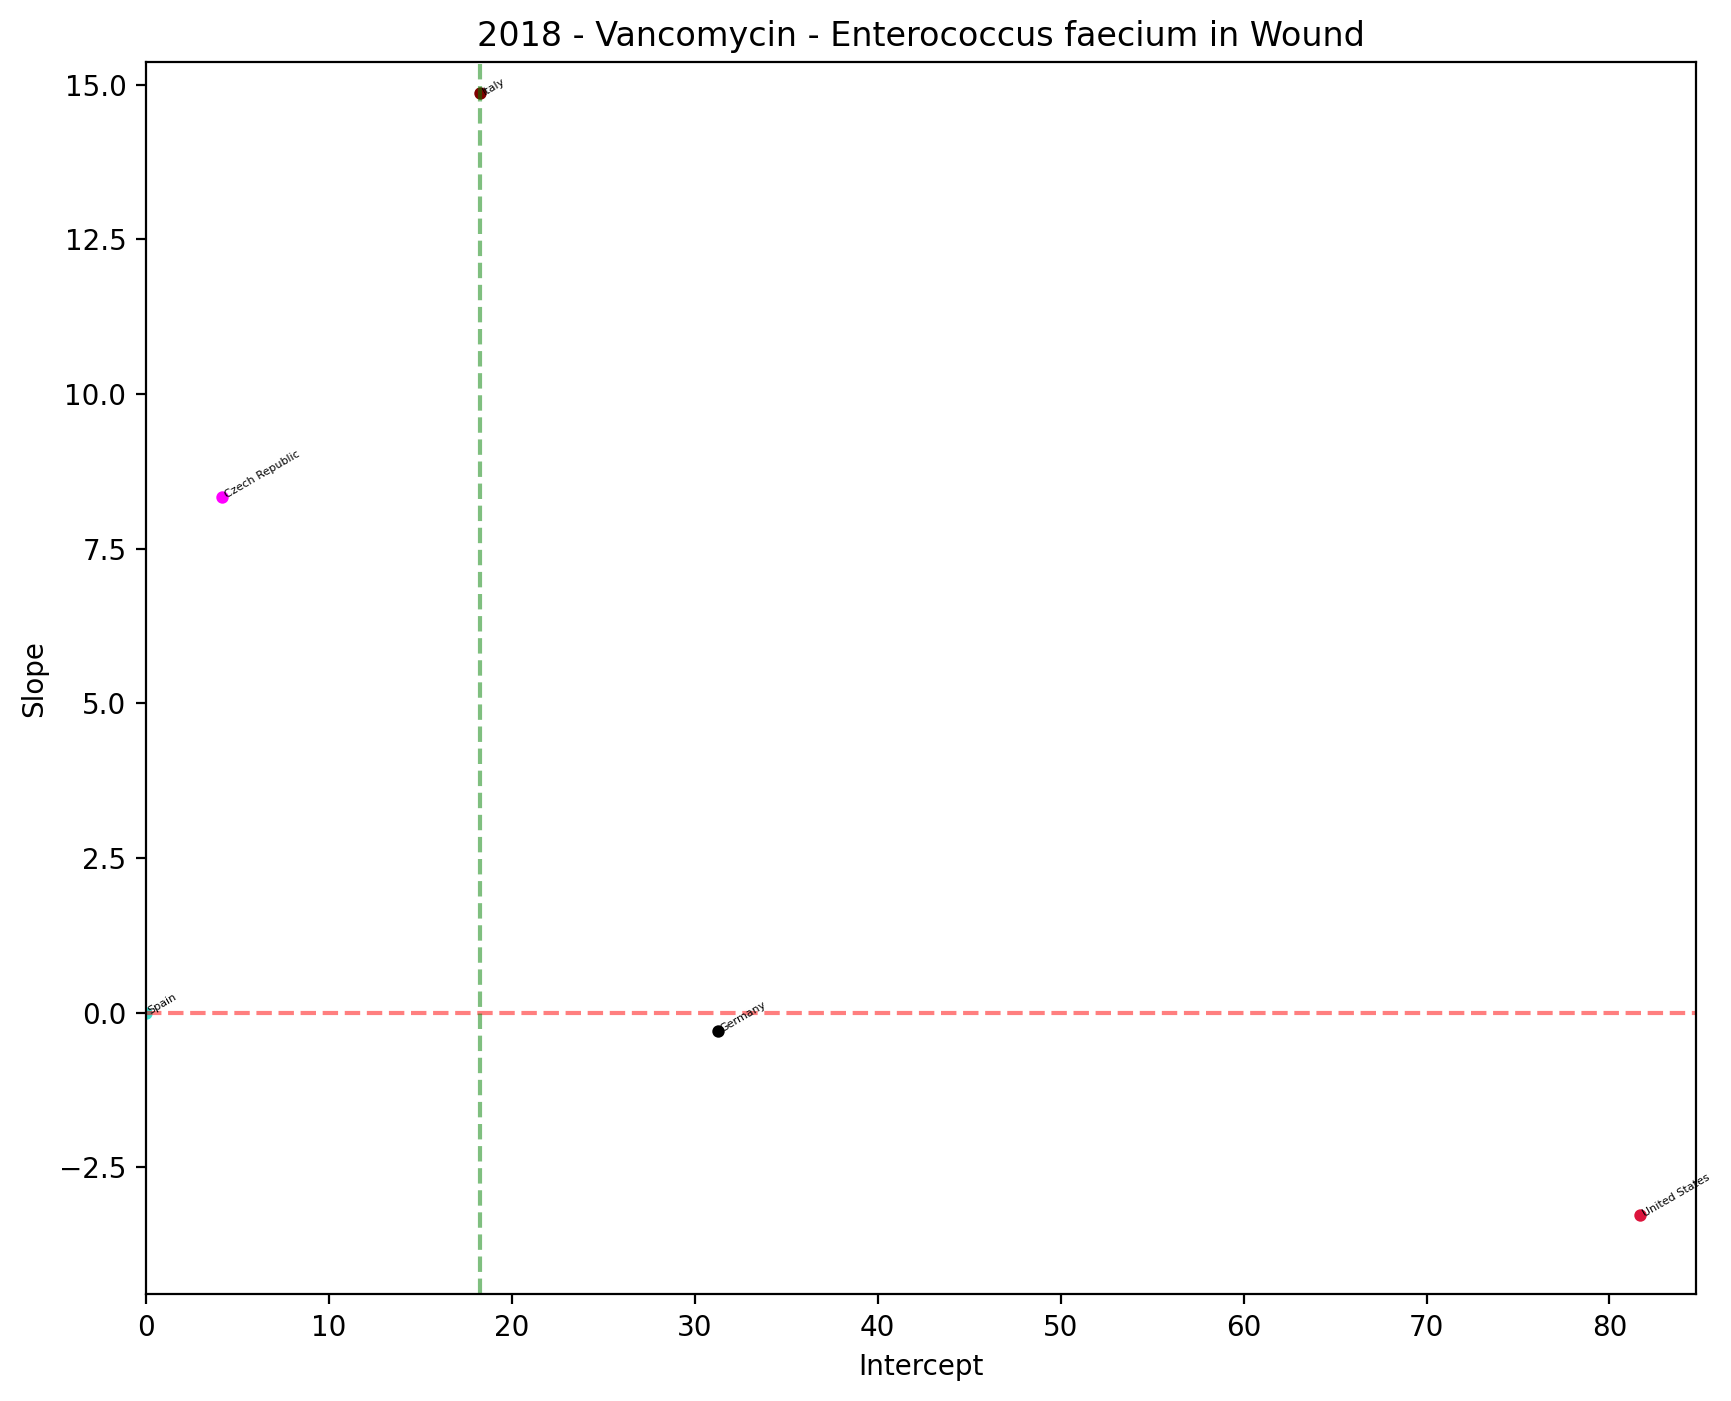 2018 - Vancomycin - Enterococcus faecium in Wound
15.0
Italy
12.5
10.0
Czech Republic
7.5
Slope
5.0
2.5
0.0
Spain
Germany
−2.5
United States
0 10 20 30 40 50 60 70 80
Intercept